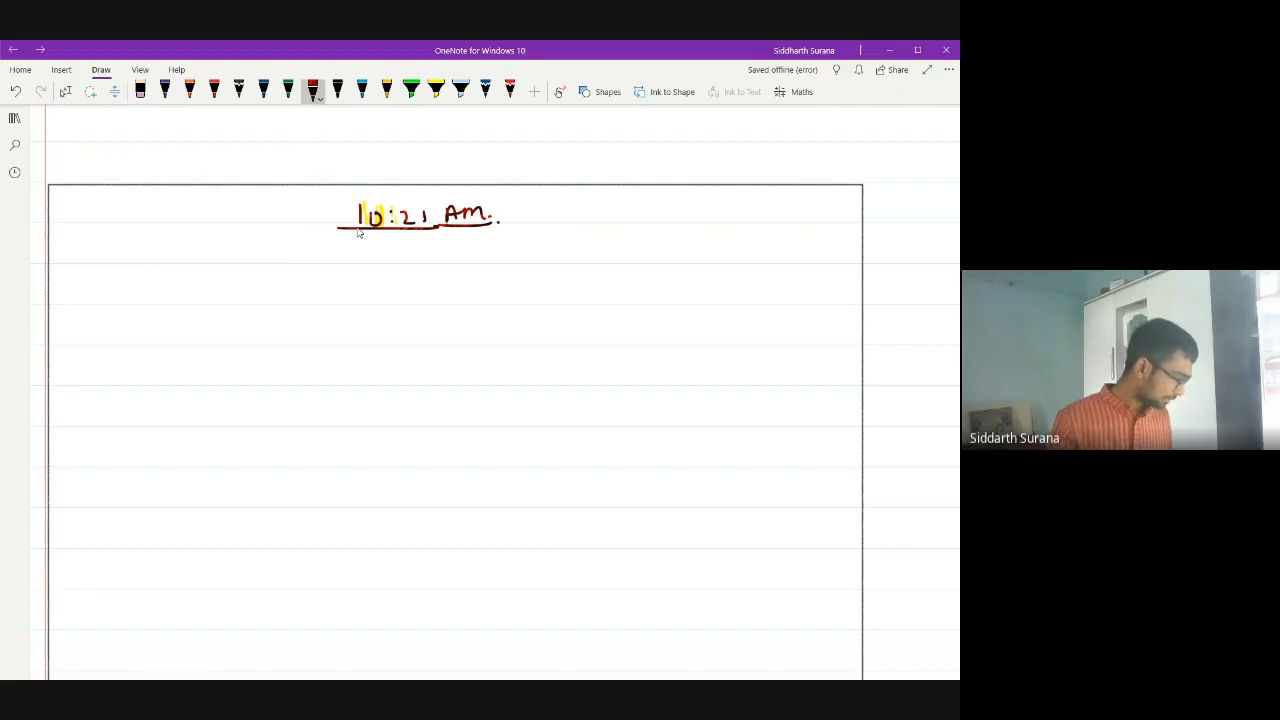 OneNote for Windows 10
Siddharth Surana
Home Insert Draw View Help
Saved offline (error)
Share
Shapes
Ink to Shape
Ink to Text
Maths
10:21 AM.
Siddarth Surana